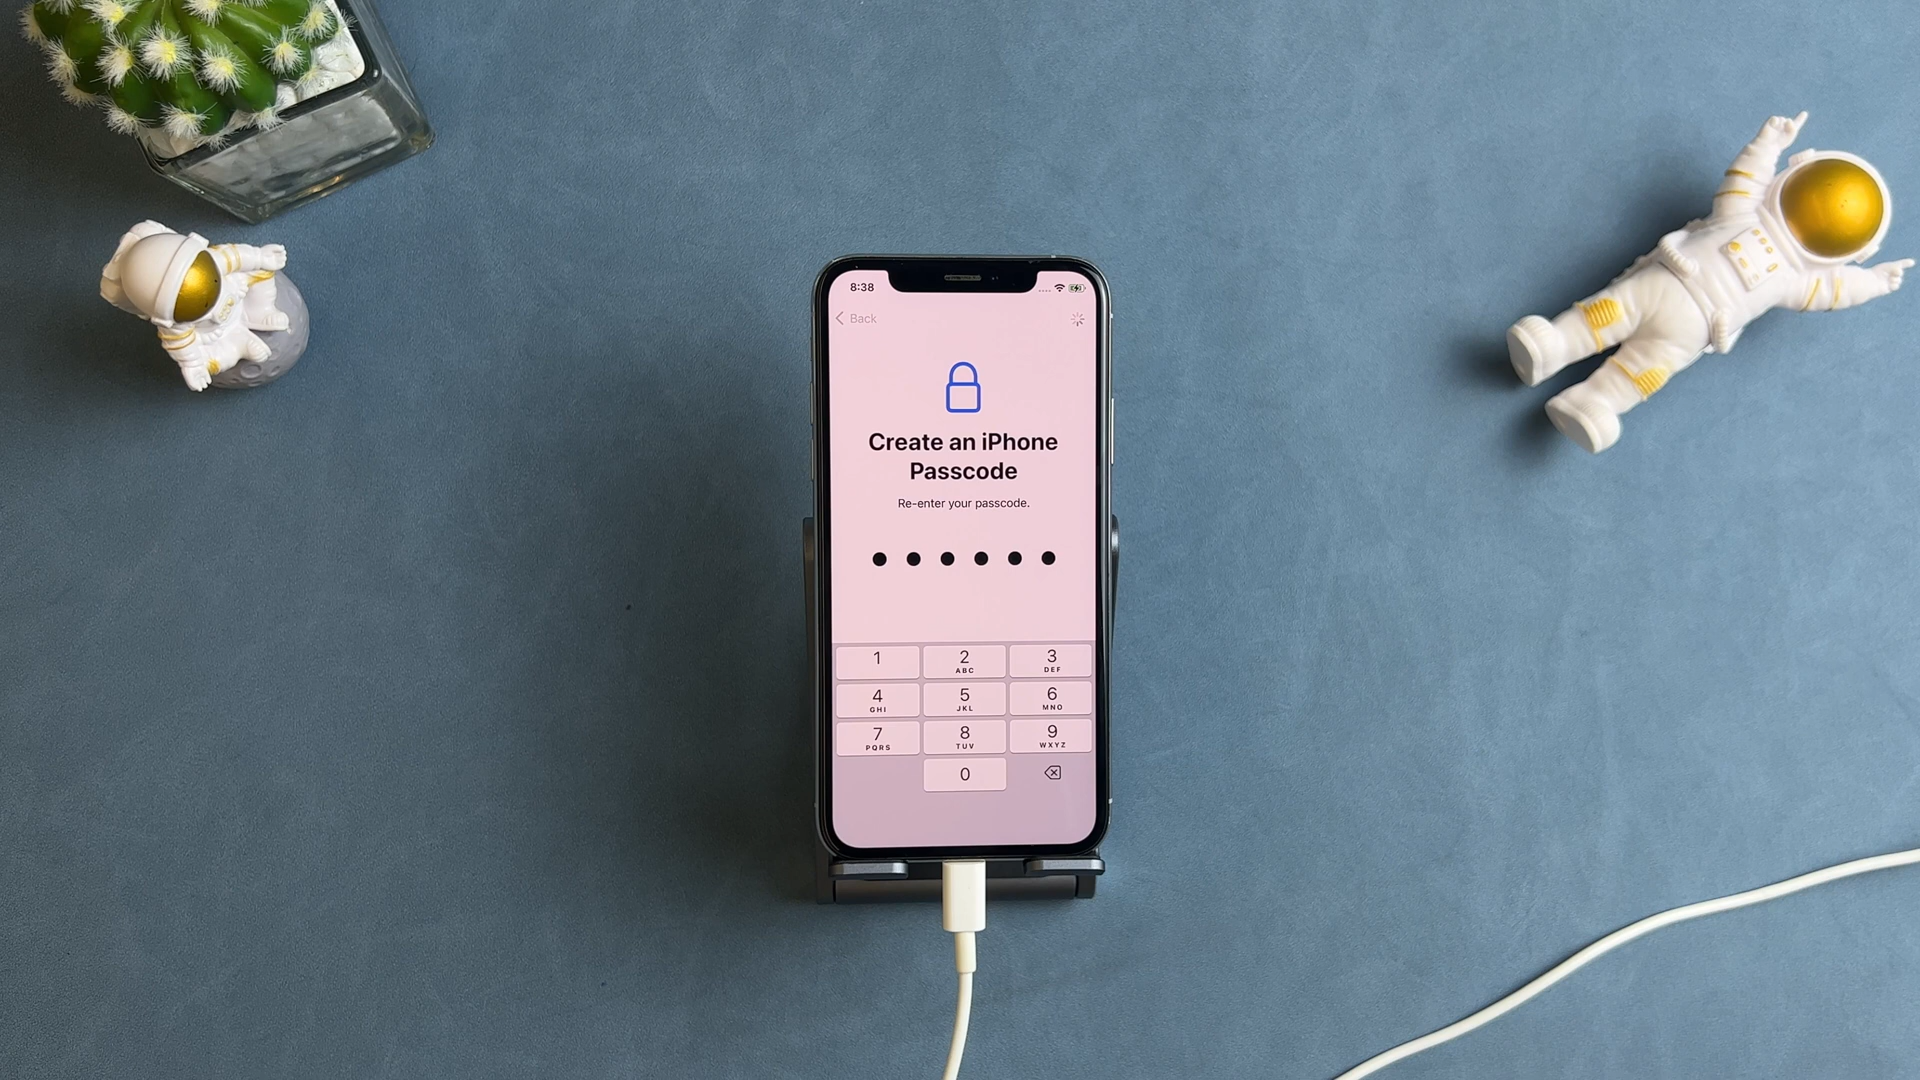 8:38
Back
Create an iPhone
Passcode
Re-enter your passcode.
1
2
ABC
3
DEF
4
GHI
5
JKL
6
MNO
7
PQRS
8
TUV
9
WXYZ
0